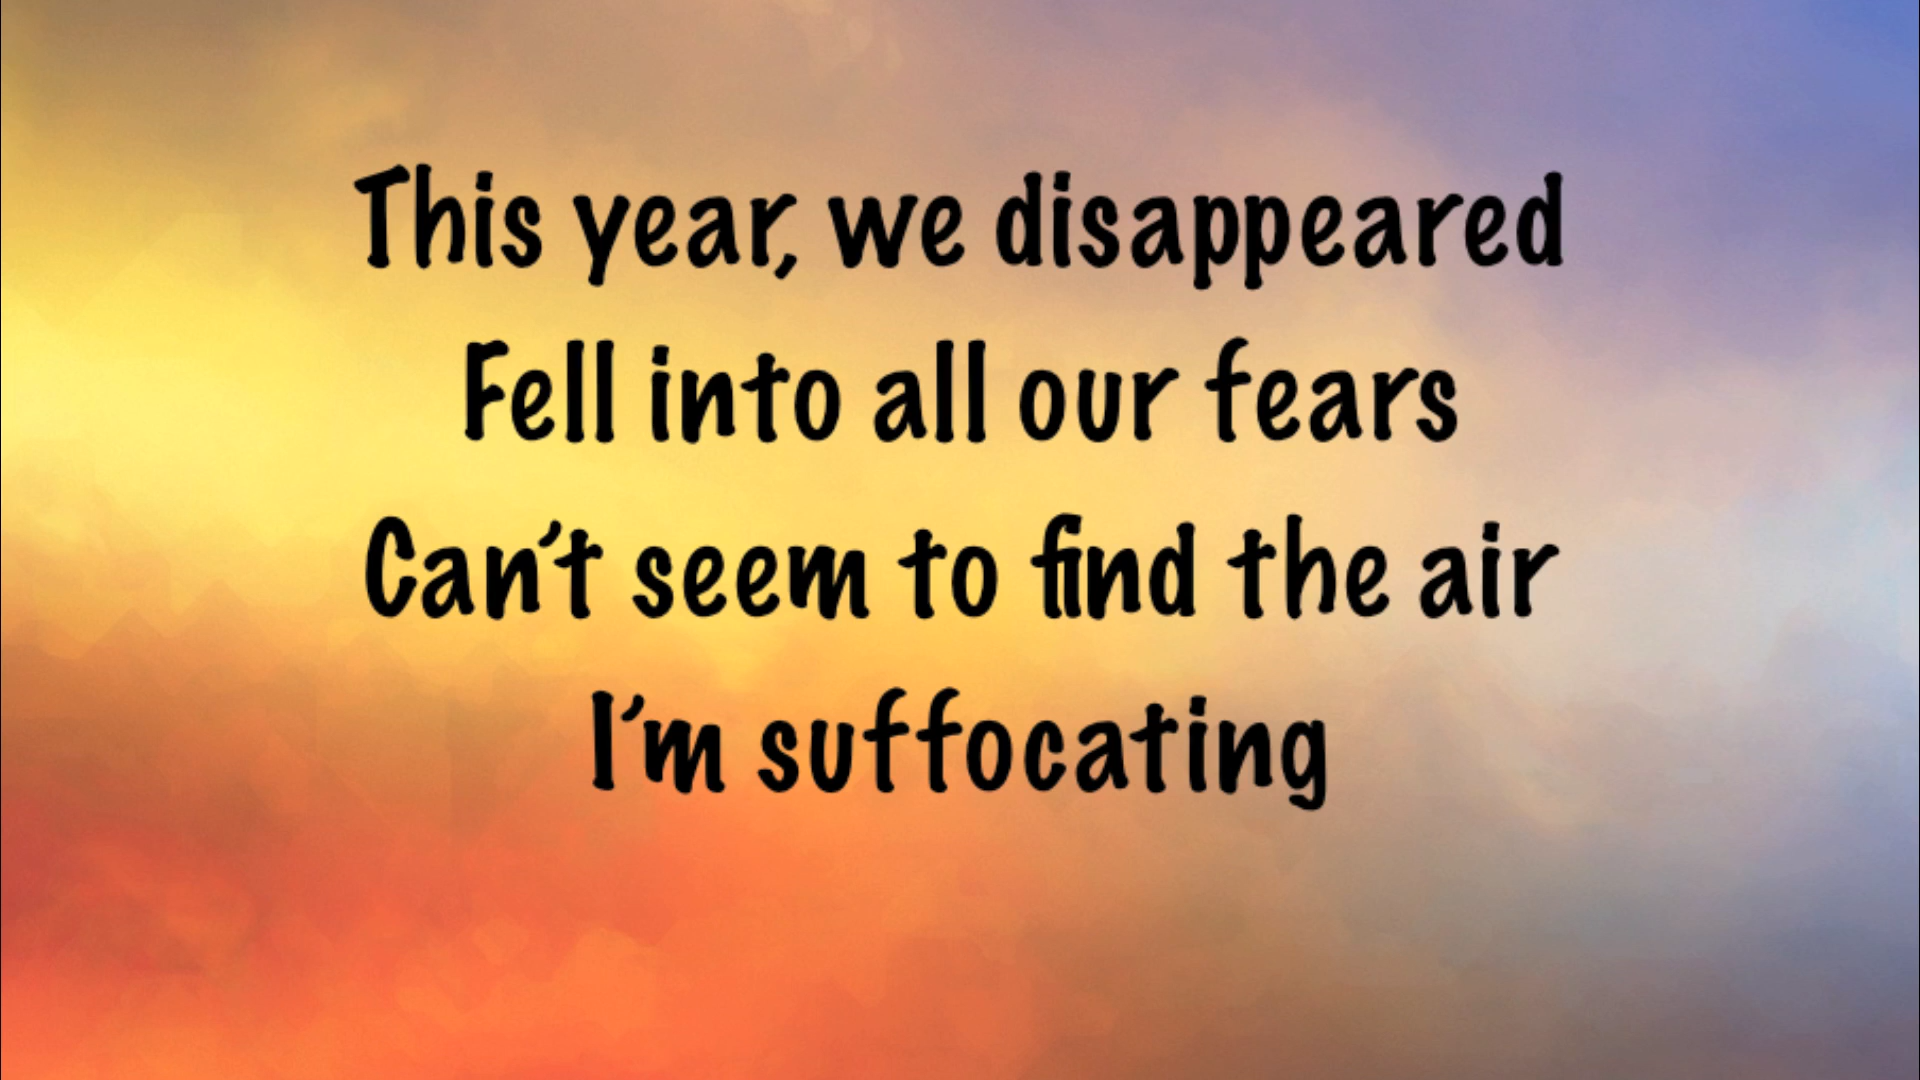 This year, we disappeared
Fell into all our fears
Can't seem to find the air
I'm suffocating